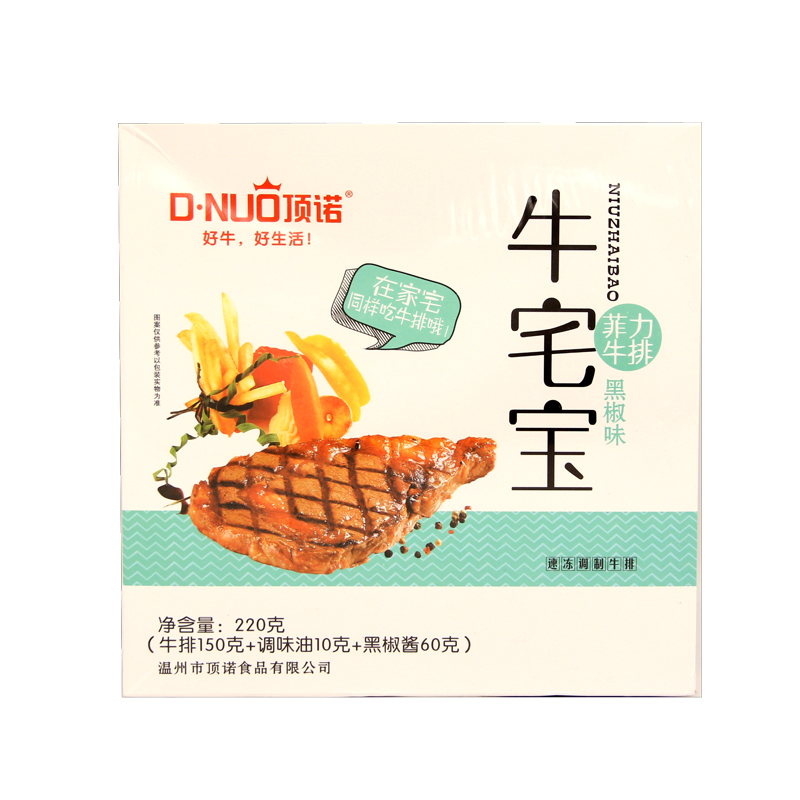 D·NUO顶诺®
好牛，好生活！
在家宅
同样吃牛排哦！
图案仅供参考以包装实物为准
牛宅宝
NIUZHAIBAO
菲力
牛排
黑椒味
速冻调制牛排
净含量：220克
（牛排150克+调味油10克+黑椒酱60克）
温州市顶诺食品有限公司